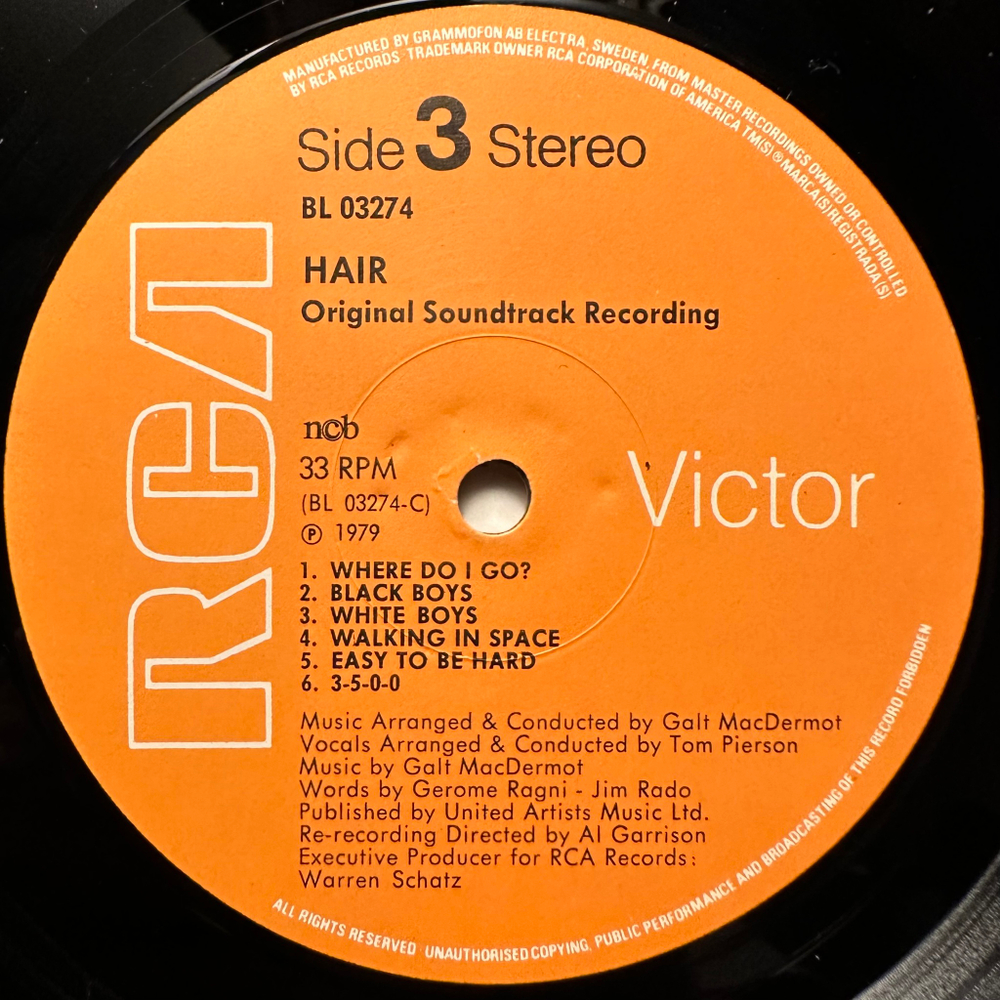 MANUFACTURED BY GRAMMOFON AB ELECTRA, SWEDEN, FROM MASTER RECORDINGS OWNED OR CONTROLLED
BY RCA RECORDS · TRADEMARK OWNER RCA CORPORATION OF AMERICA TM(S) ® MARCA(S) REGISTRADA(S)
Side 3 Stereo
BL 03274
HAIR
Original Soundtrack Recording
RCA
ncb
33 RPM
(BL 03274-C)
℗ 1979
Victor
1. WHERE DO I GO?
2. BLACK BOYS
3. WHITE BOYS
4. WALKING IN SPACE
5. EASY TO BE HARD
6. 3-5-0-0
Music Arranged & Conducted by Galt MacDermot
Vocals Arranged & Conducted by Tom Pierson
Music by Galt MacDermot
Words by Gerome Ragni - Jim Rado
Published by United Artists Music Ltd.
Re-recording Directed by Al Garrison
Executive Producer for RCA Records:
Warren Schatz
ALL RIGHTS RESERVED · UNAUTHORISED COPYING, PUBLIC PERFORMANCE AND BROADCASTING OF THIS RECORD FORBIDDEN